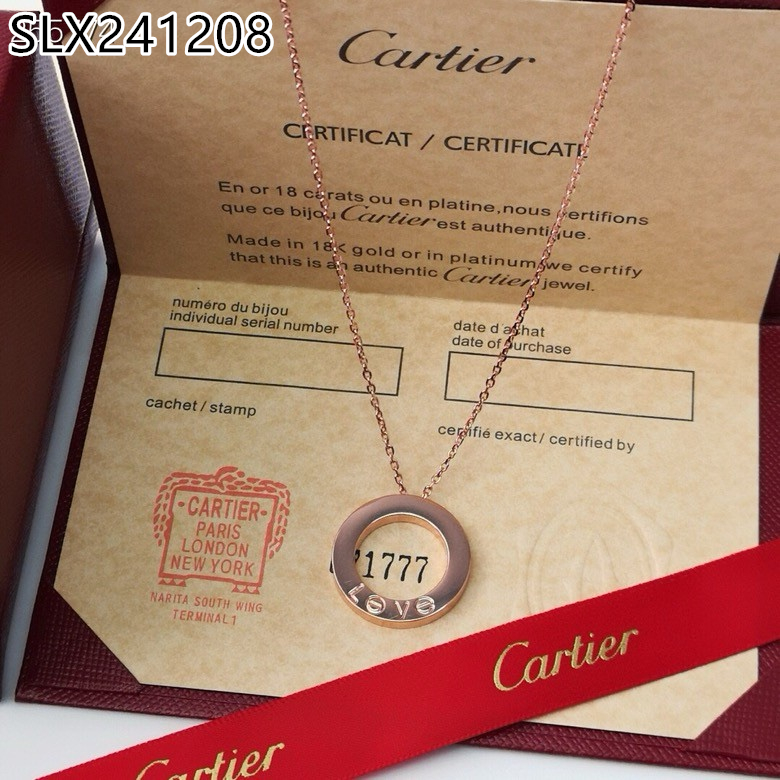 SLX241208
Cartier
CERTIFICAT / CERTIFICATE
En or 18 carats ou en platine,nous certifions
que ce bijou Cartier est authentique.
Made in 18K gold or in platinum,we certify
that this is an authentic Cartier jewel.
numéro du bijou
individual serial number
date d'achat
date of purchase
cachet / stamp
certifié exact / certified by
CARTIER
PARIS
LONDON
NEW YORK
NARITA SOUTH WING
TERMINAL 1
1777
LOVE
Cartier
Cartier